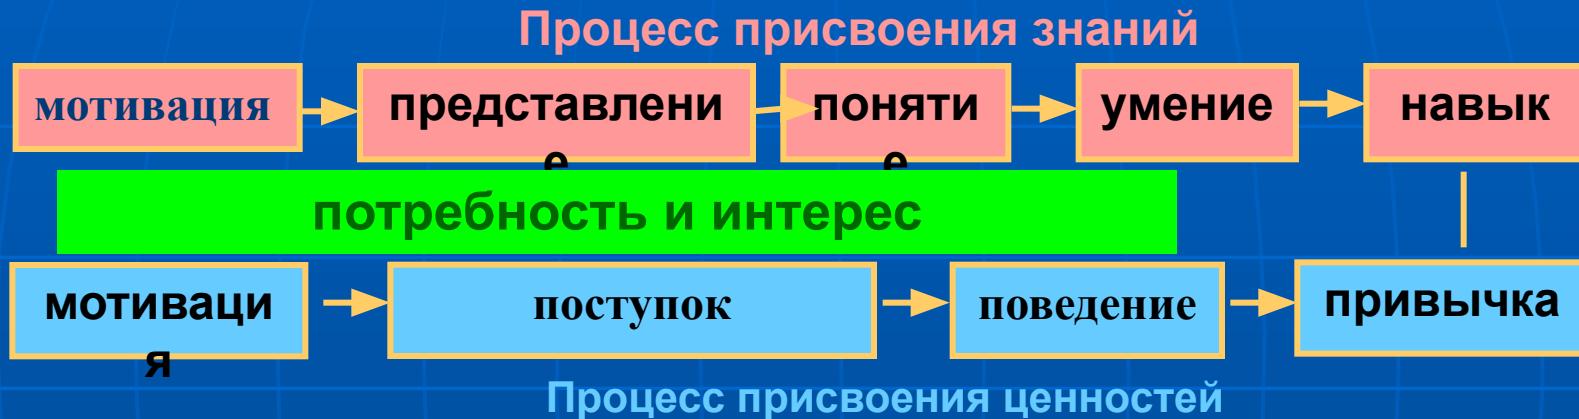 Процесс присвоения знаний
мотивация
представлени
е
поняти
е
умение
навык
потребность и интерес
мотиваци
я
поступок
поведение
привычка
Процесс присвоения ценностей